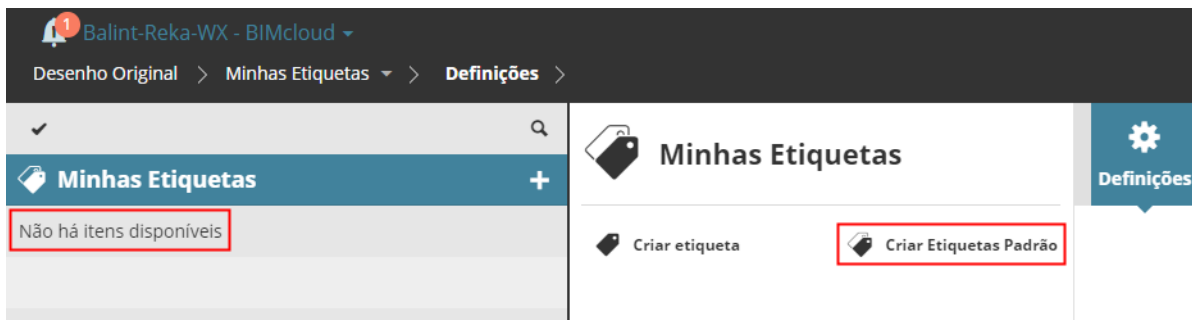 1
Balint-Reka-WX - BIMcloud
Desenho Original > Minhas Etiquetas > Definições >
Minhas Etiquetas +
Não há itens disponíveis
Minhas Etiquetas
Criar etiqueta
Criar Etiquetas Padrão
Definições